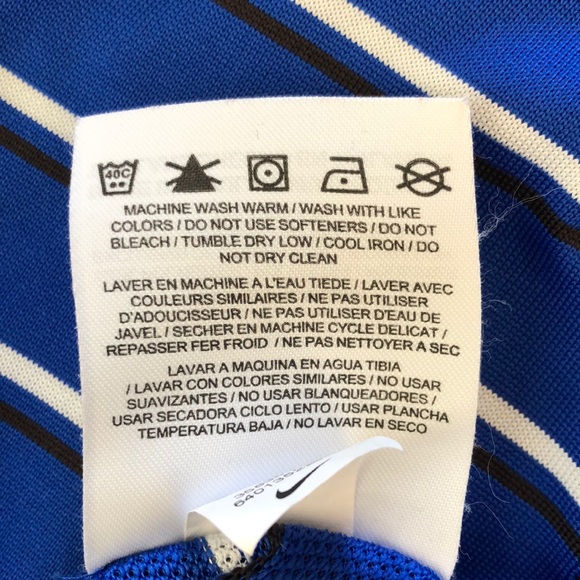 40C
MACHINE WASH WARM / WASH WITH LIKE
COLORS / DO NOT USE SOFTENERS / DO NOT
BLEACH / TUMBLE DRY LOW / COOL IRON / DO
NOT DRY CLEAN
LAVER EN MACHINE A L'EAU TIEDE / LAVER AVEC
COULEURS SIMILAIRES / NE PAS UTILISER
D'ADOUCISSEUR / NE PAS UTILISER D'EAU DE
JAVEL / SECHER EN MACHINE CYCLE DELICAT /
REPASSER FER FROID / NE PAS NETTOYER A SEC
LAVAR A MAQUINA EN AGUA TIBIA
/ LAVAR CON COLORES SIMILARES / NO USAR
SUAVIZANTES / NO USAR BLANQUEADORES /
USAR SECADORA CICLO LENTO / USAR PLANCHA
TEMPERATURA BAJA / NO LAVAR EN SECO